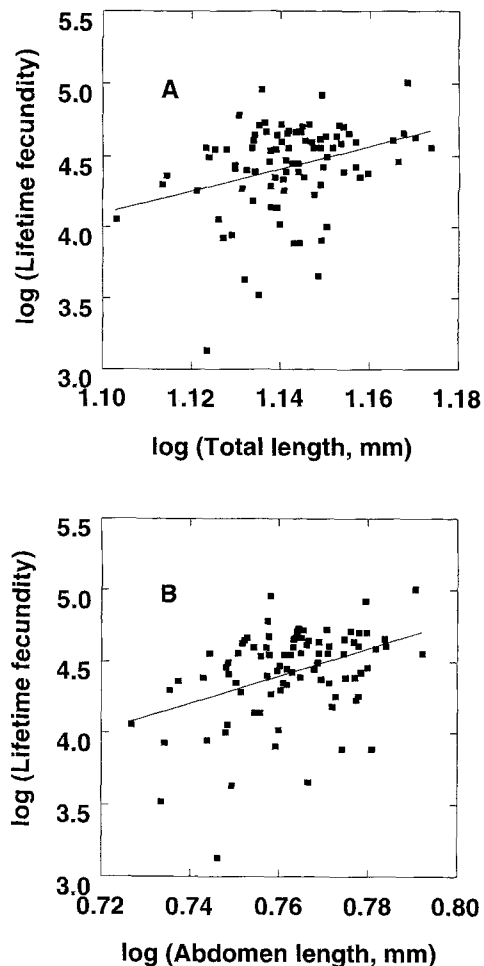 5.5
A
5.0
4.5
4.0
3.5
3.0
log (Lifetime fecundity)
1.10 1.12 1.14 1.16 1.18
log (Total length, mm)
5.5
B
5.0
4.5
4.0
3.5
3.0
log (Lifetime fecundity)
0.72 0.74 0.76 0.78 0.80
log (Abdomen length, mm)